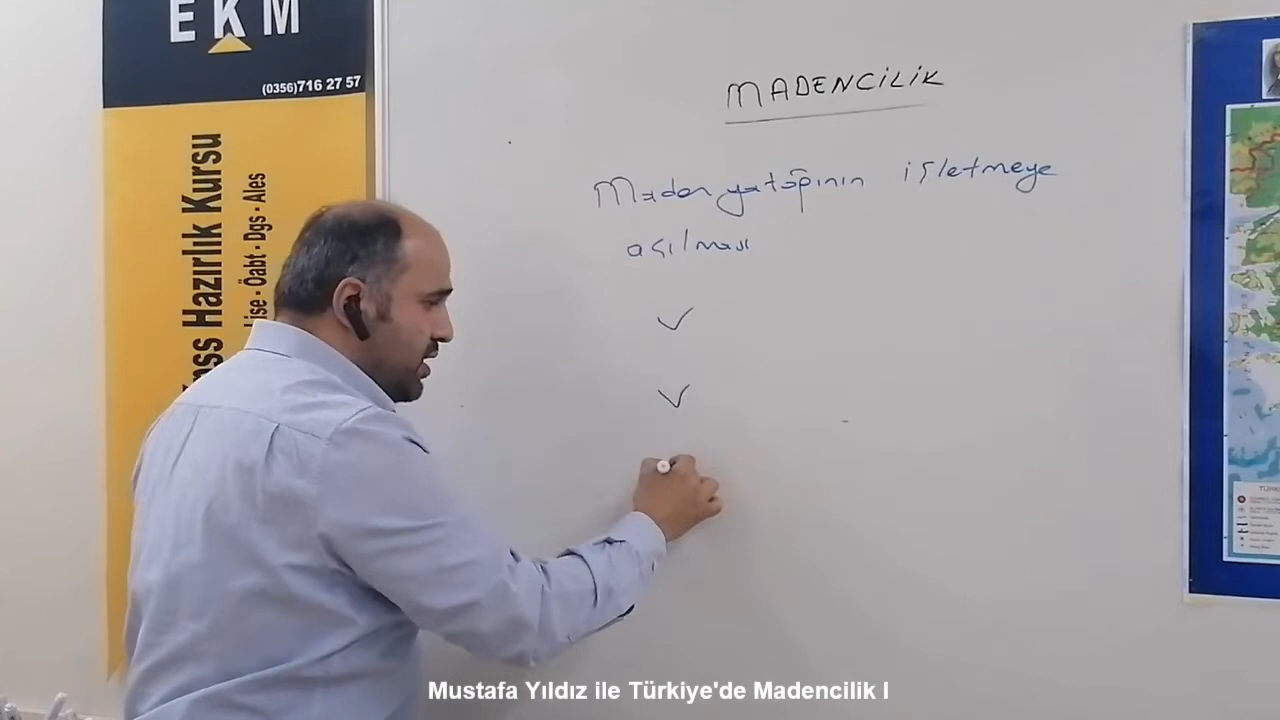 EKM
(0356)716 27 57
Hazırlık Kursu
Lise - Öabt - Dgs - Ales
MADENCİLİK
Maden yatağının işletmeye
açılması
Mustafa Yıldız ile Türkiye'de Madencilik I